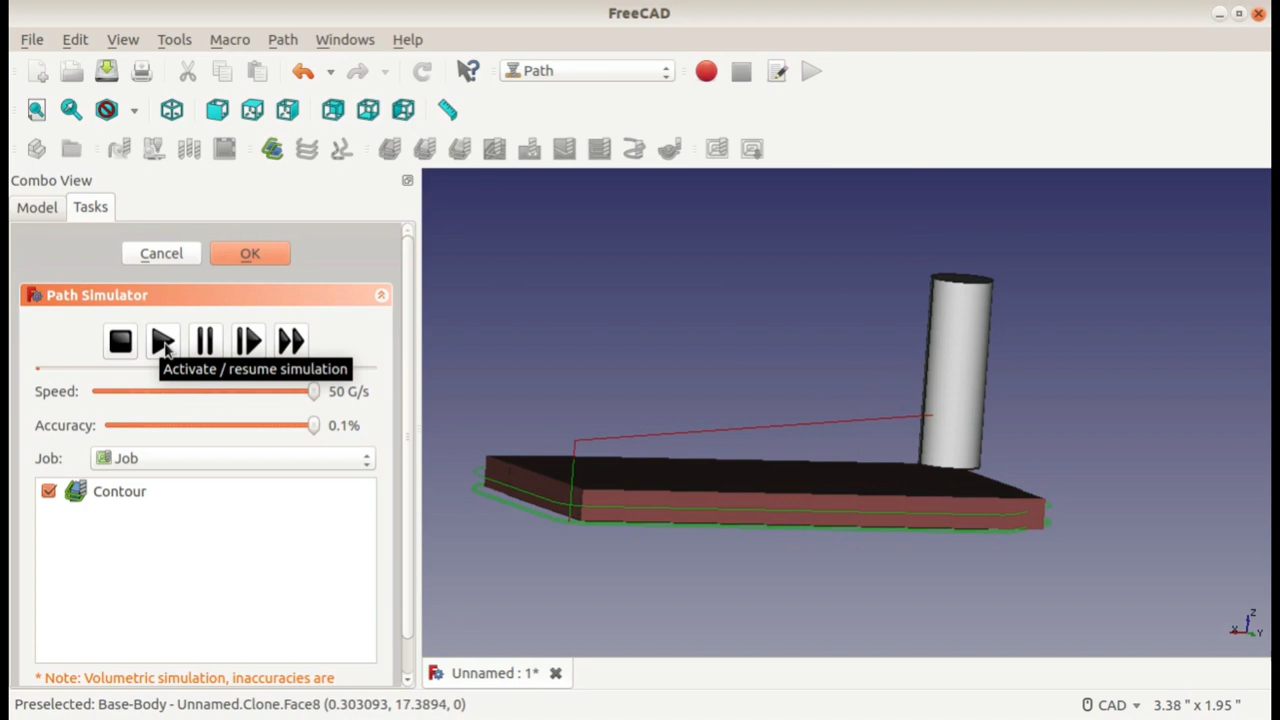 FreeCAD
File Edit View Tools Macro Path Windows Help
Path
Combo View
Model Tasks
Cancel OK
Path Simulator
Activate / resume simulation
Speed: 50 G/s
Accuracy: 0.1%
Job: Job
Contour
* Note: Volumetric simulation, inaccuracies are
Z
X Y
Unnamed : 1*
Preselected: Base-Body - Unnamed.Clone.Face8 (0.303093, 17.3894, 0) CAD 3.38 " x 1.95 "